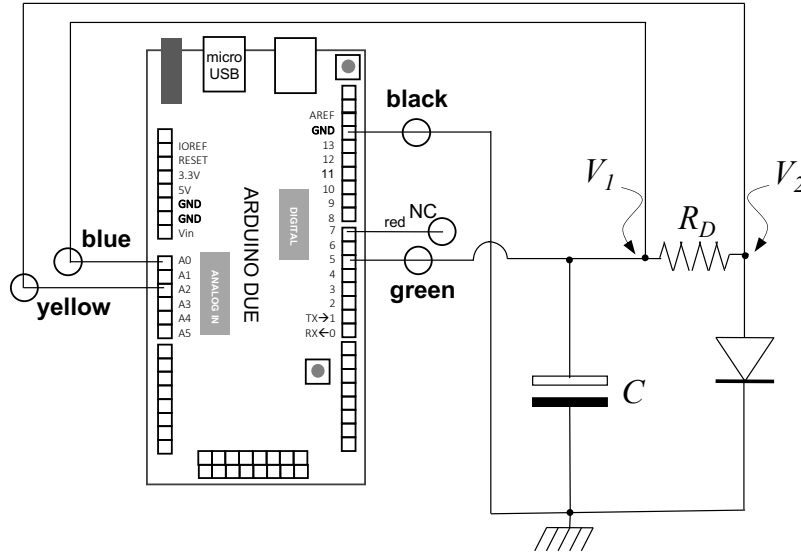 micro
USB
black
AREF
GND
13
12
11
10
9
8
IOREF
RESET
3.3V
5V
GND
GND
Vin
ARDUINO DUE
DIGITAL
V1
V2
RD
red
NC
7
6
5
4
3
2
TX→1
RX←0
green
blue
yellow
A0
A1
A2
A3
A4
A5
ANALOG IN
C